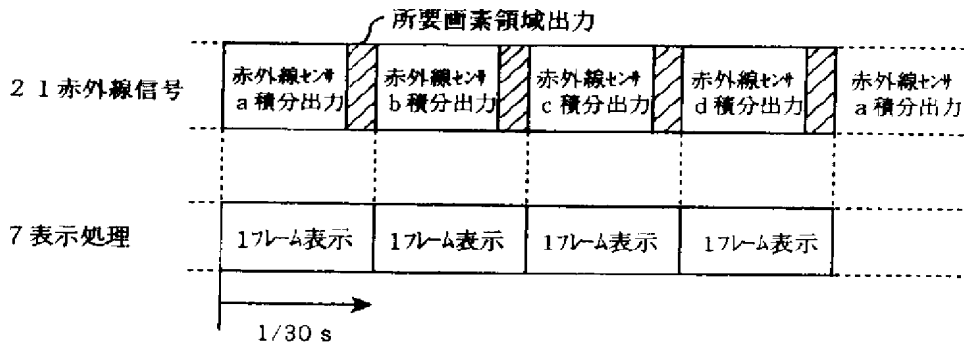 所要画素領域出力
21赤外線信号
赤外線センサ
a積分出力
赤外線センサ
b積分出力
赤外線センサ
c積分出力
赤外線センサ
d積分出力
赤外線センサ
a積分出力
7表示処理
1フレーム表示
1フレーム表示
1フレーム表示
1フレーム表示
1/30 s